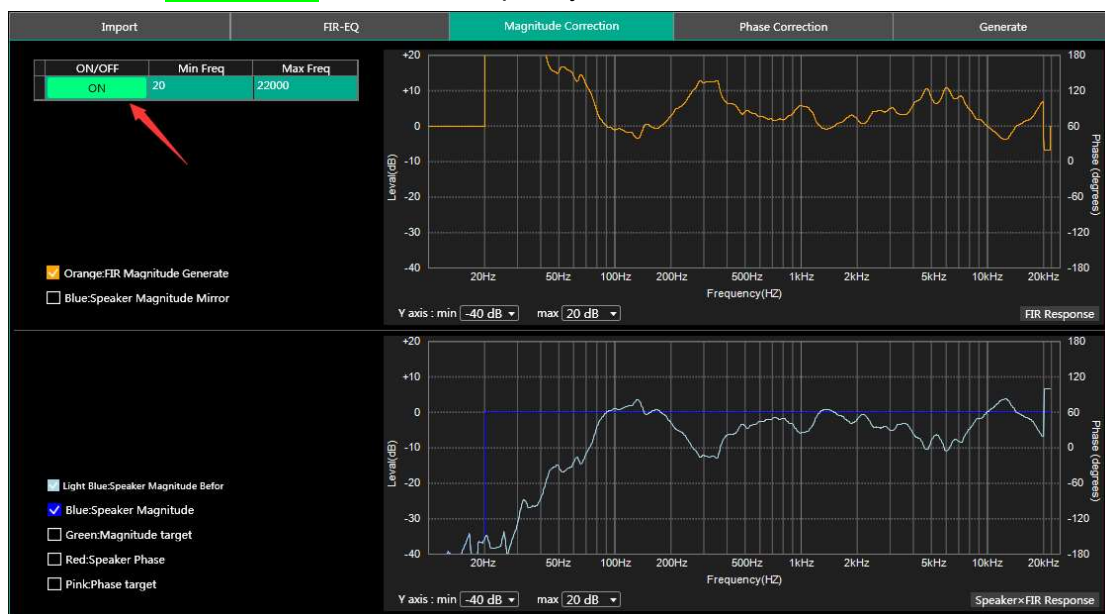 Import FIR-EQ Magnitude Correction Phase Correction Generate
ON/OFF Min Freq Max Freq
ON 20 22000
Orange:FIR Magnitude Generate
Blue:Speaker Magnitude Mirror
+20 180
+10 120
0 60
-10 0
-20 -60
-30 -120
-40 -180
Leval(dB)
Phase (degrees)
20Hz 50Hz 100Hz 200Hz 500Hz 1kHz 2kHz 5kHz 10kHz 20kHz
Frequency(HZ)
Y axis : min -40 dB max 20 dB FIR Response
+20 180
+10 120
0 60
-10 0
-20 -60
-30 -120
-40 -180
Leval(dB)
Phase (degrees)
20Hz 50Hz 100Hz 200Hz 500Hz 1kHz 2kHz 5kHz 10kHz 20kHz
Frequency(HZ)
Light Blue:Speaker Magnitude Befor
Blue:Speaker Magnitude
Green:Magnitude target
Red:Speaker Phase
Pink:Phase target
Y axis : min -40 dB max 20 dB Speaker×FIR Response